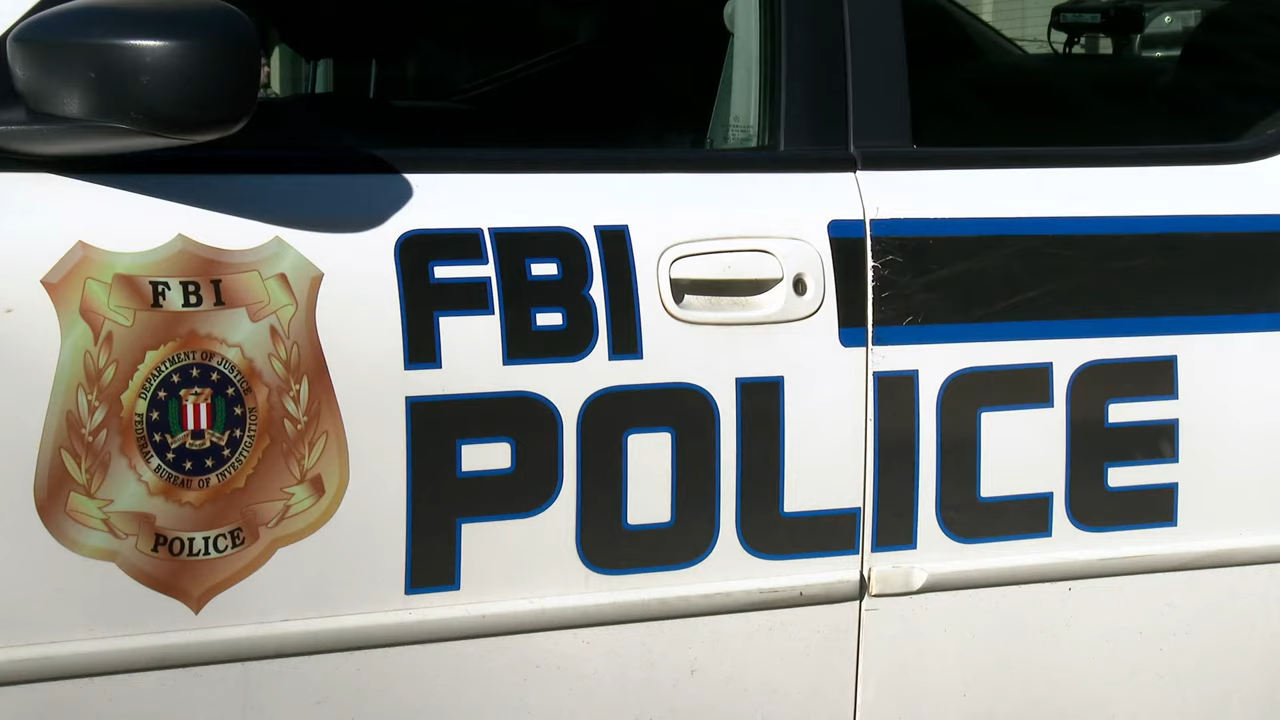 FBI
DEPARTMENT OF JUSTICE
FEDERAL BUREAU OF INVESTIGATION
POLICE
FBI
POLICE